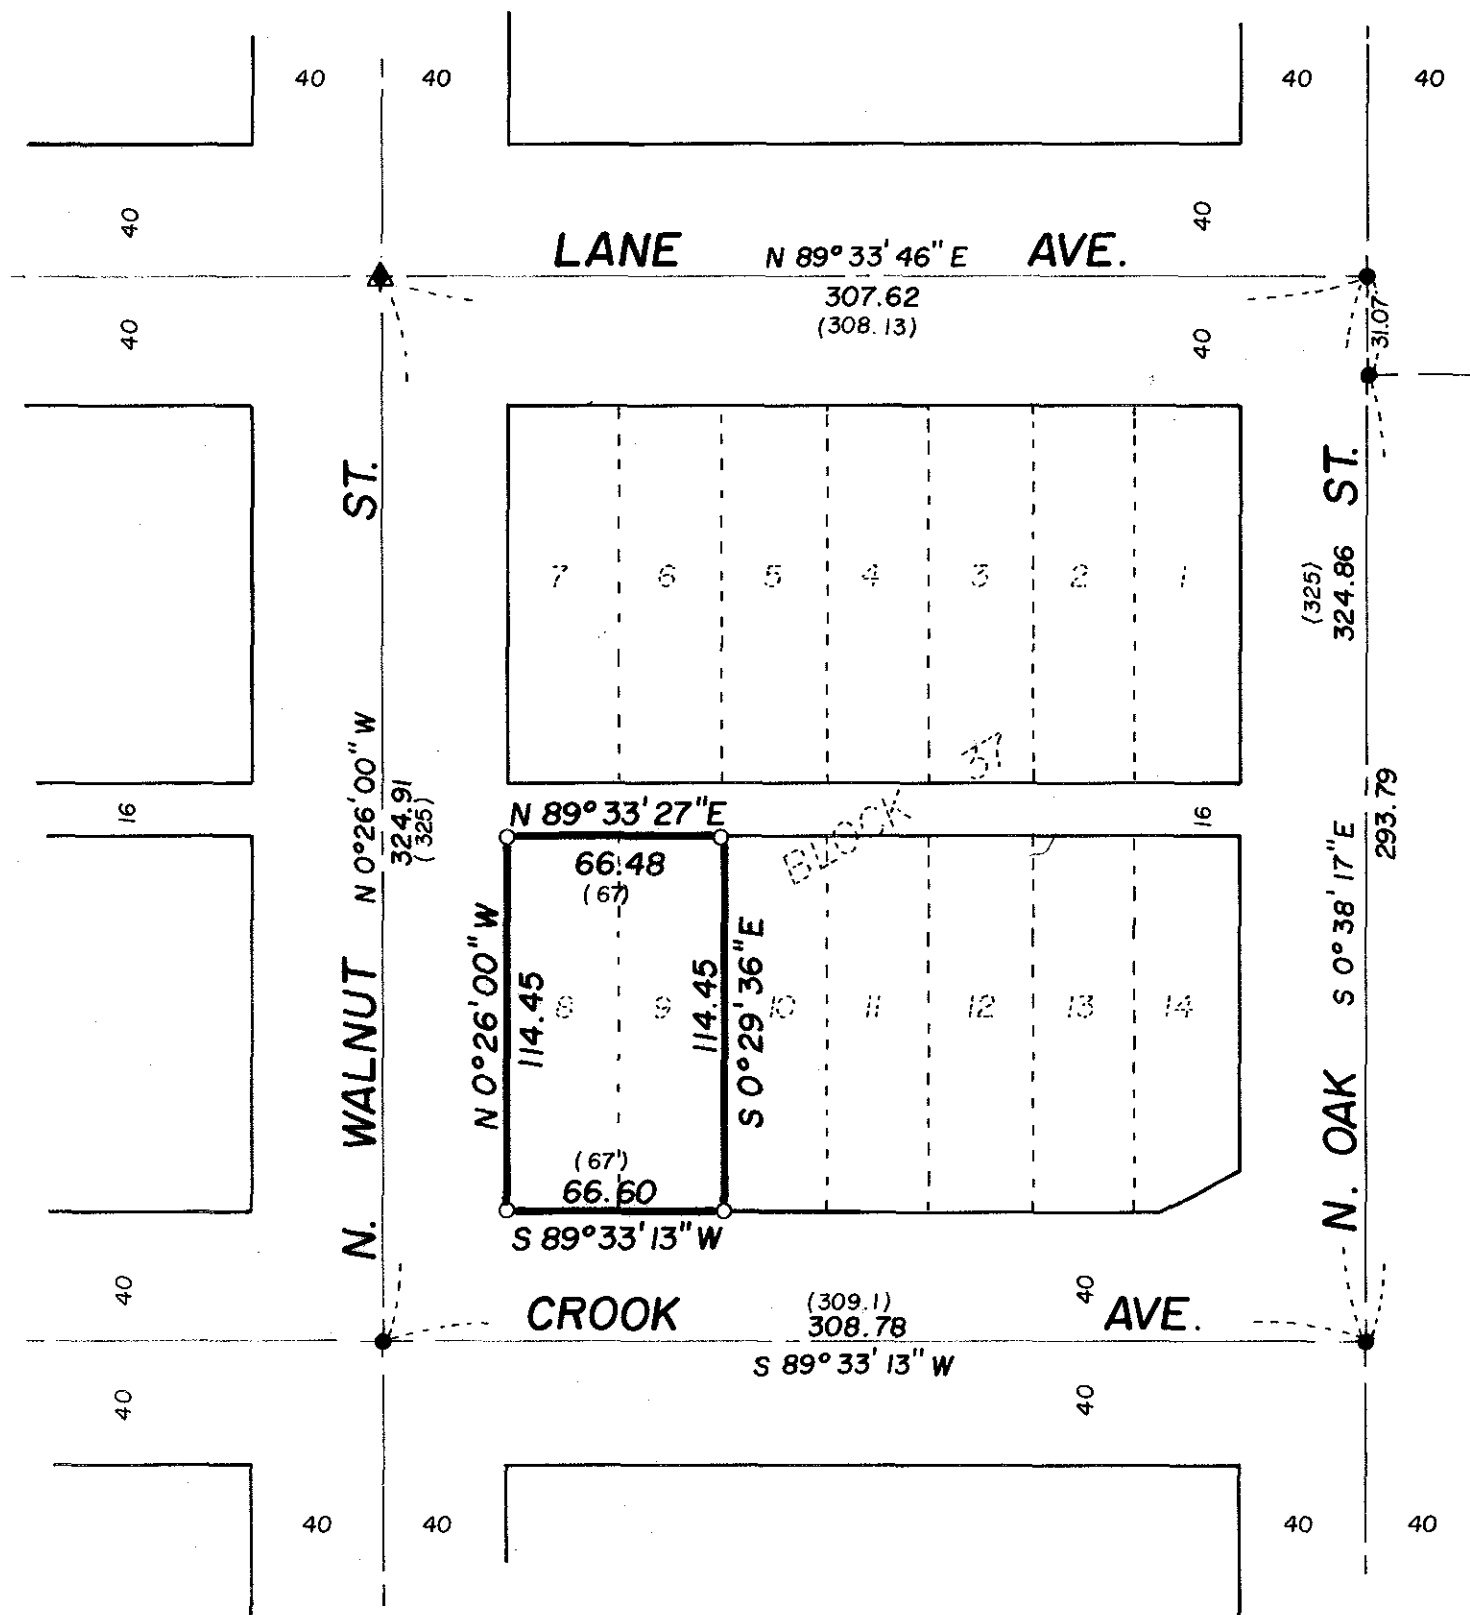 40 40 40 40
40 40
LANE N 89° 33' 46" E AVE.
307.62
(308.13)
40 40
31.07
N. WALNUT ST.
N 0° 26' 00" W
324.91
(325)
N. OAK ST.
(325)
324.86
S 0° 38' 17" E
293.79
7 6 5 4 3 2 1
BLOCK 37
16 16
N 89° 33' 27" E
66.48
(67)
N 0° 26' 00" W
114.45
114.45
S 0° 29' 36" E
8 9 10 11 12 13 14
(67')
66.60
S 89° 33' 13" W
40 40
CROOK AVE.
(309.1)
308.78
S 89° 33' 13" W
40 40
40 40 40 40